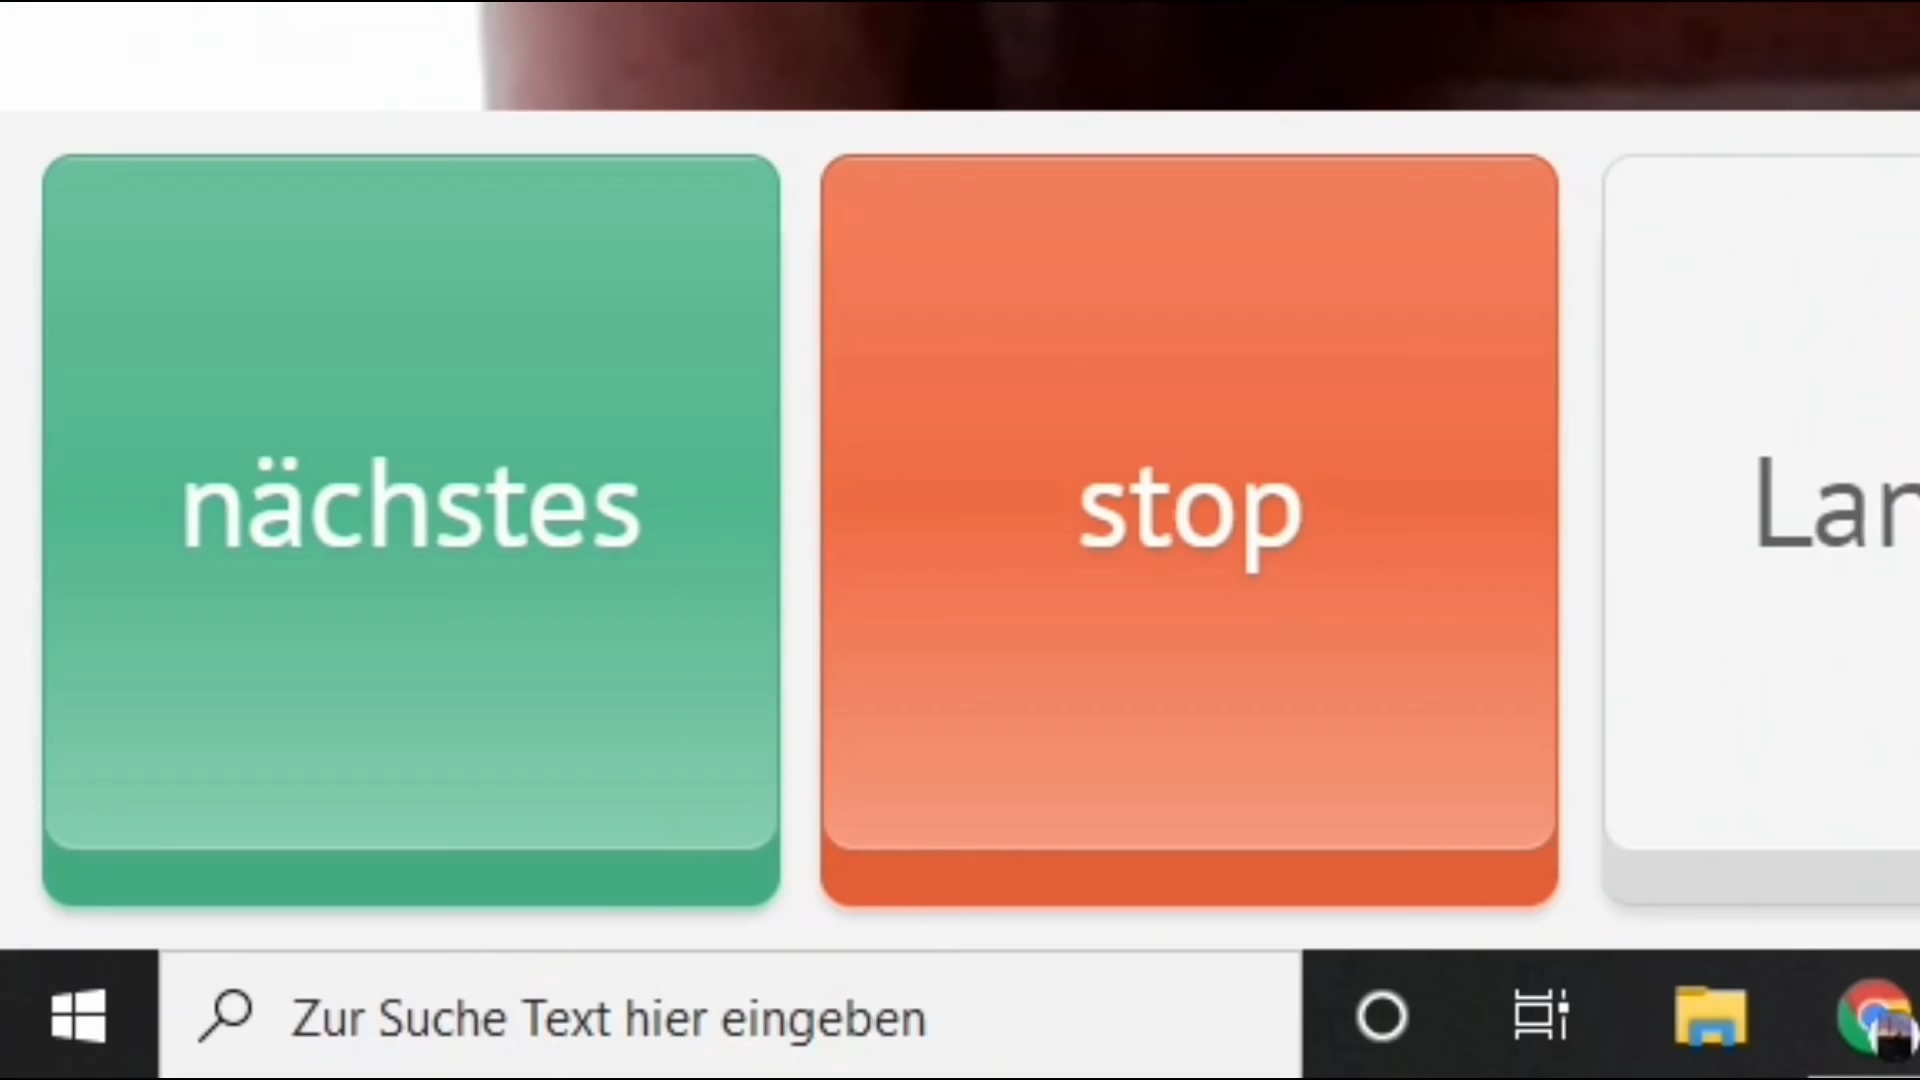 nächstes
stop
Zur Suche Text hier eingeben